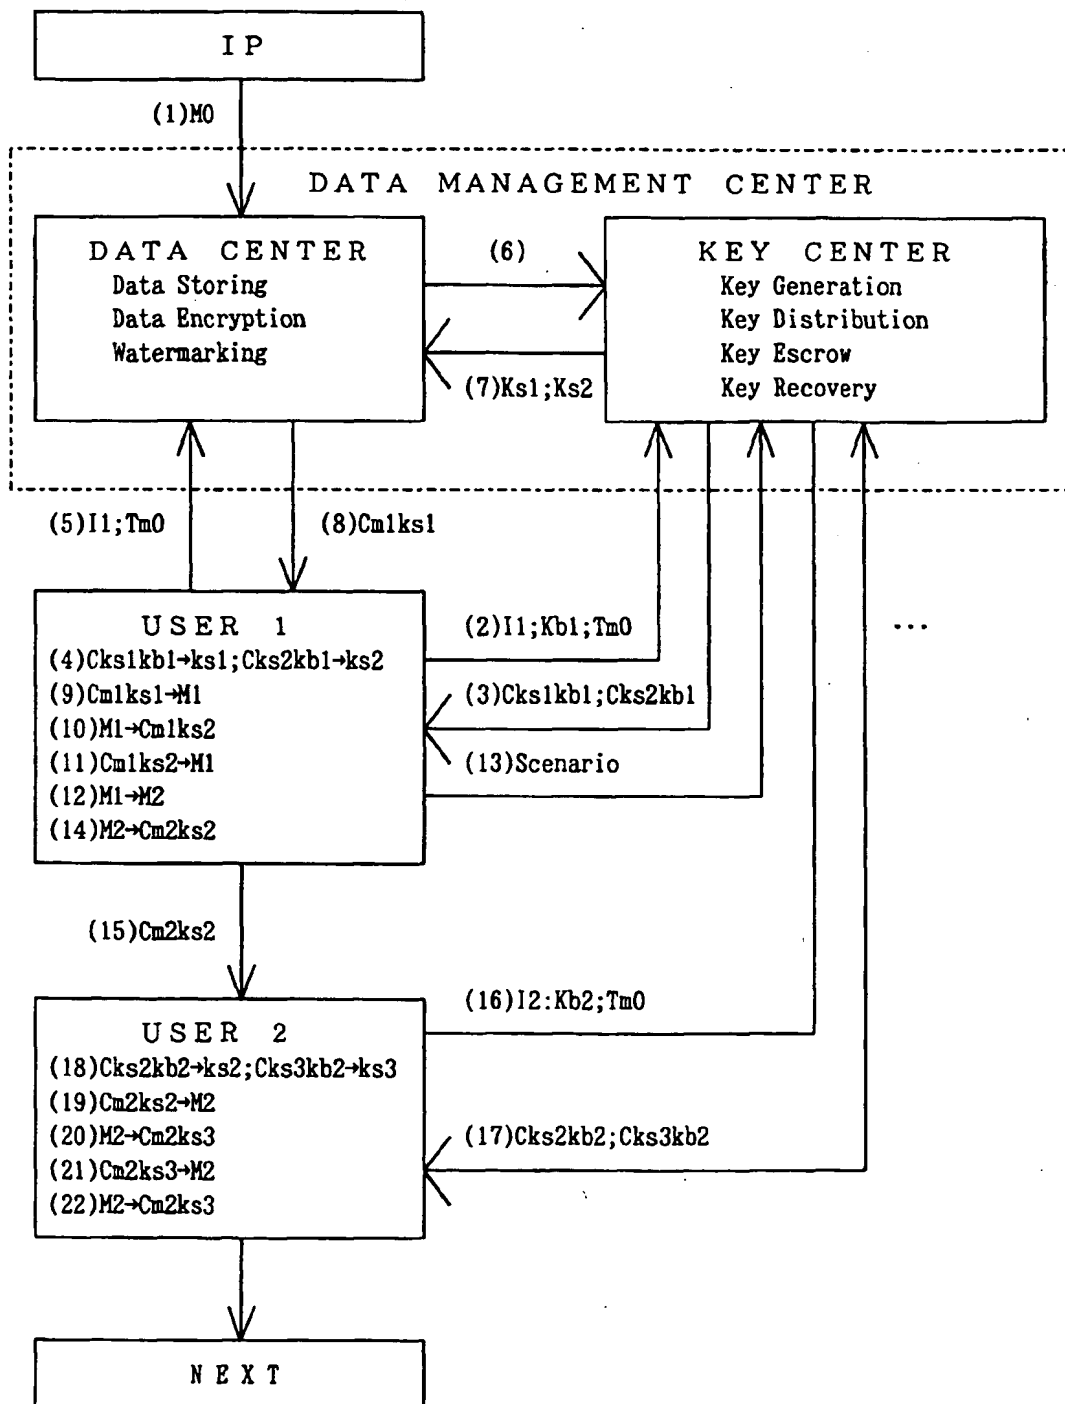 IP
(1)M0
DATA MANAGEMENT CENTER
DATA CENTER
Data Storing
Data Encryption
Watermarking
(6)
(7)Ks1;Ks2
KEY CENTER
Key Generation
Key Distribution
Key Escrow
Key Recovery
(5)I1;Tm0
(8)Cm1ks1
USER 1
(4)Cks1kb1→ks1;Cks2kb1→ks2
(9)Cm1ks1→M1
(10)M1→Cm1ks2
(11)Cm1ks2→M1
(12)M1→M2
(14)M2→Cm2ks2
(2)I1;Kb1;Tm0
(3)Cks1kb1;Cks2kb1
(13)Scenario
...
(15)Cm2ks2
USER 2
(18)Cks2kb2→ks2;Cks3kb2→ks3
(19)Cm2ks2→M2
(20)M2→Cm2ks3
(21)Cm2ks3→M2
(22)M2→Cm2ks3
(16)I2:Kb2;Tm0
(17)Cks2kb2;Cks3kb2
NEXT